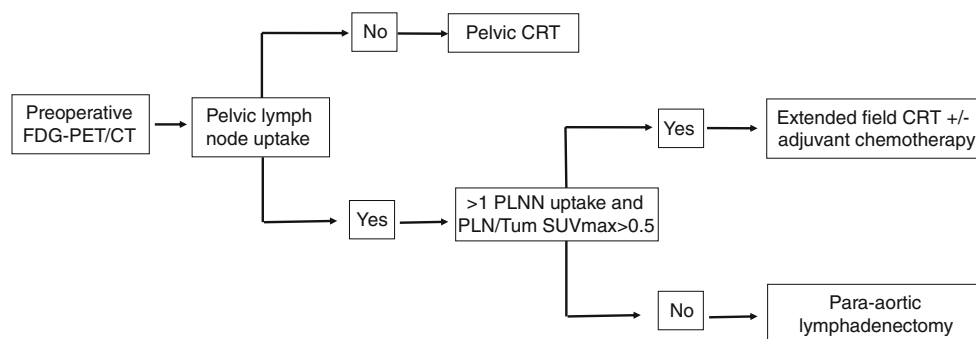 No
Pelvic CRT
Preoperative
FDG-PET/CT
Pelvic lymph
node uptake
Yes
Extended field CRT +/-
adjuvant chemotherapy
Yes
>1 PLNN uptake and
PLN/Tum SUVmax>0.5
No
Para-aortic
lymphadenectomy